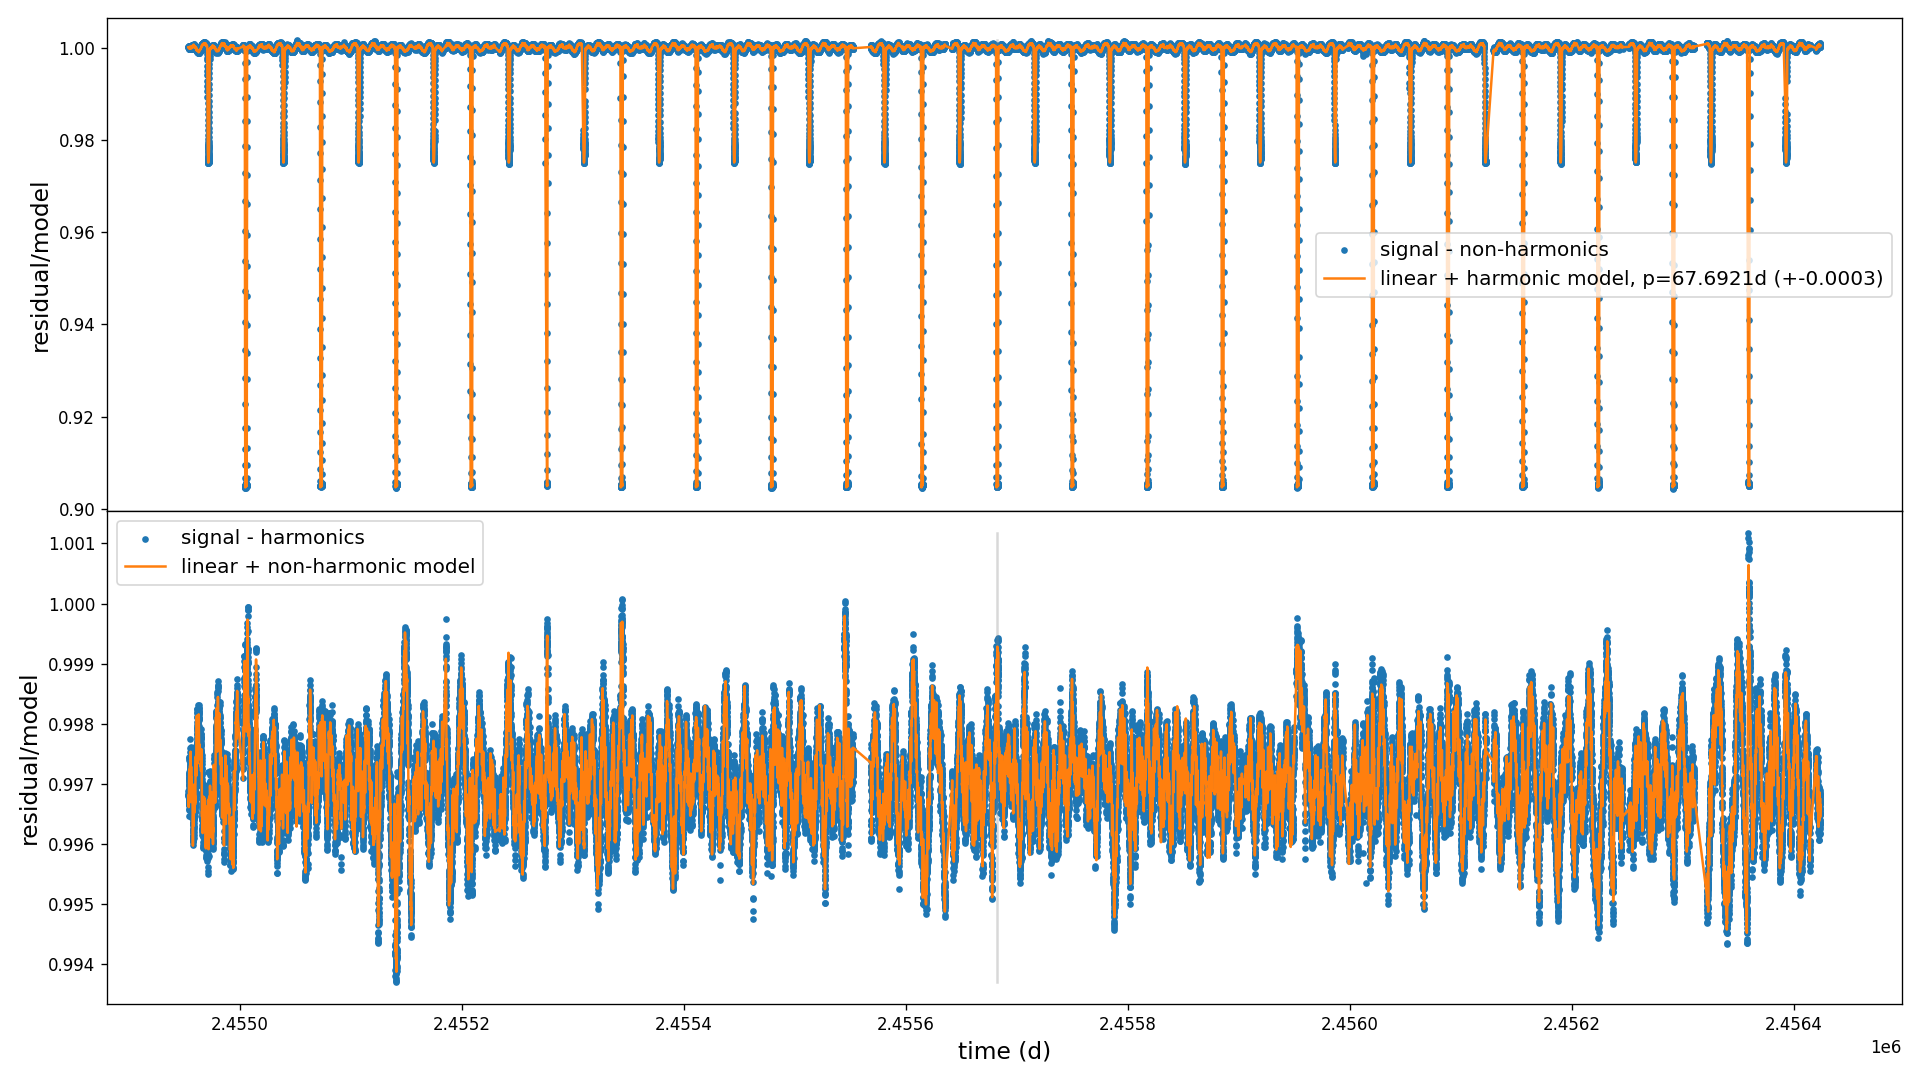 1.00
0.98
0.96
0.94
0.92
0.90
residual/model
signal - non-harmonics
linear + harmonic model, p=67.6921d (+-0.0003)
1.001
1.000
0.999
0.998
0.997
0.996
0.995
0.994
residual/model
signal - harmonics
linear + non-harmonic model
2.4550
2.4552
2.4554
2.4556
2.4558
2.4560
2.4562
2.4564
time (d)
1e6